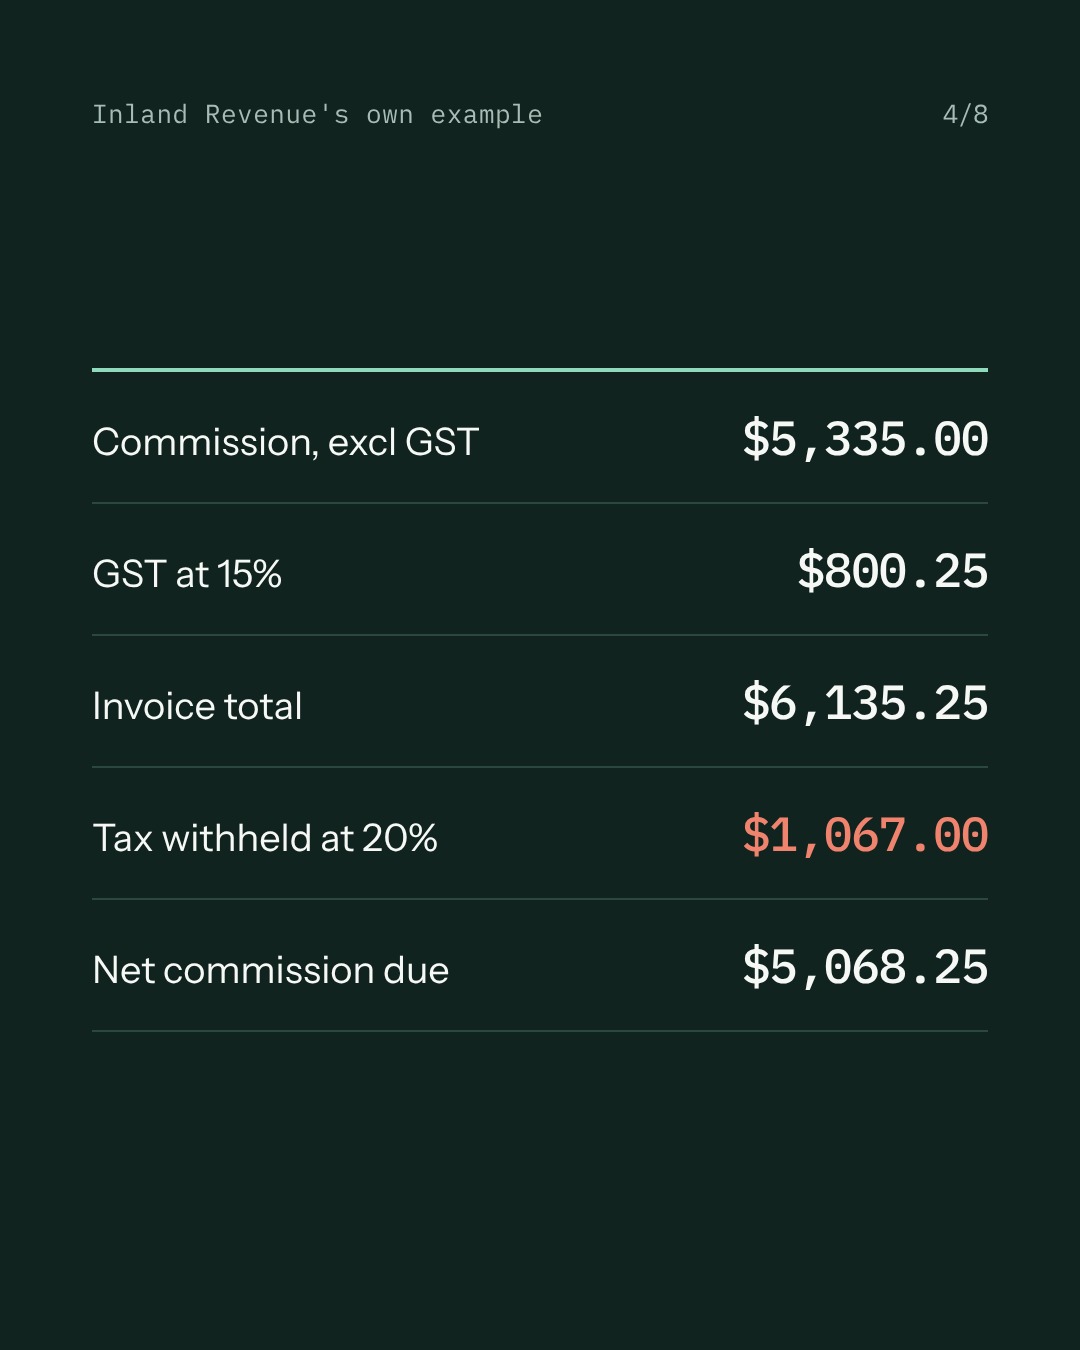 Inland Revenue's own example 4/8
Commission, excl GST $5,335.00
GST at 15% $800.25
Invoice total $6,135.25
Tax withheld at 20% $1,067.00
Net commission due $5,068.25